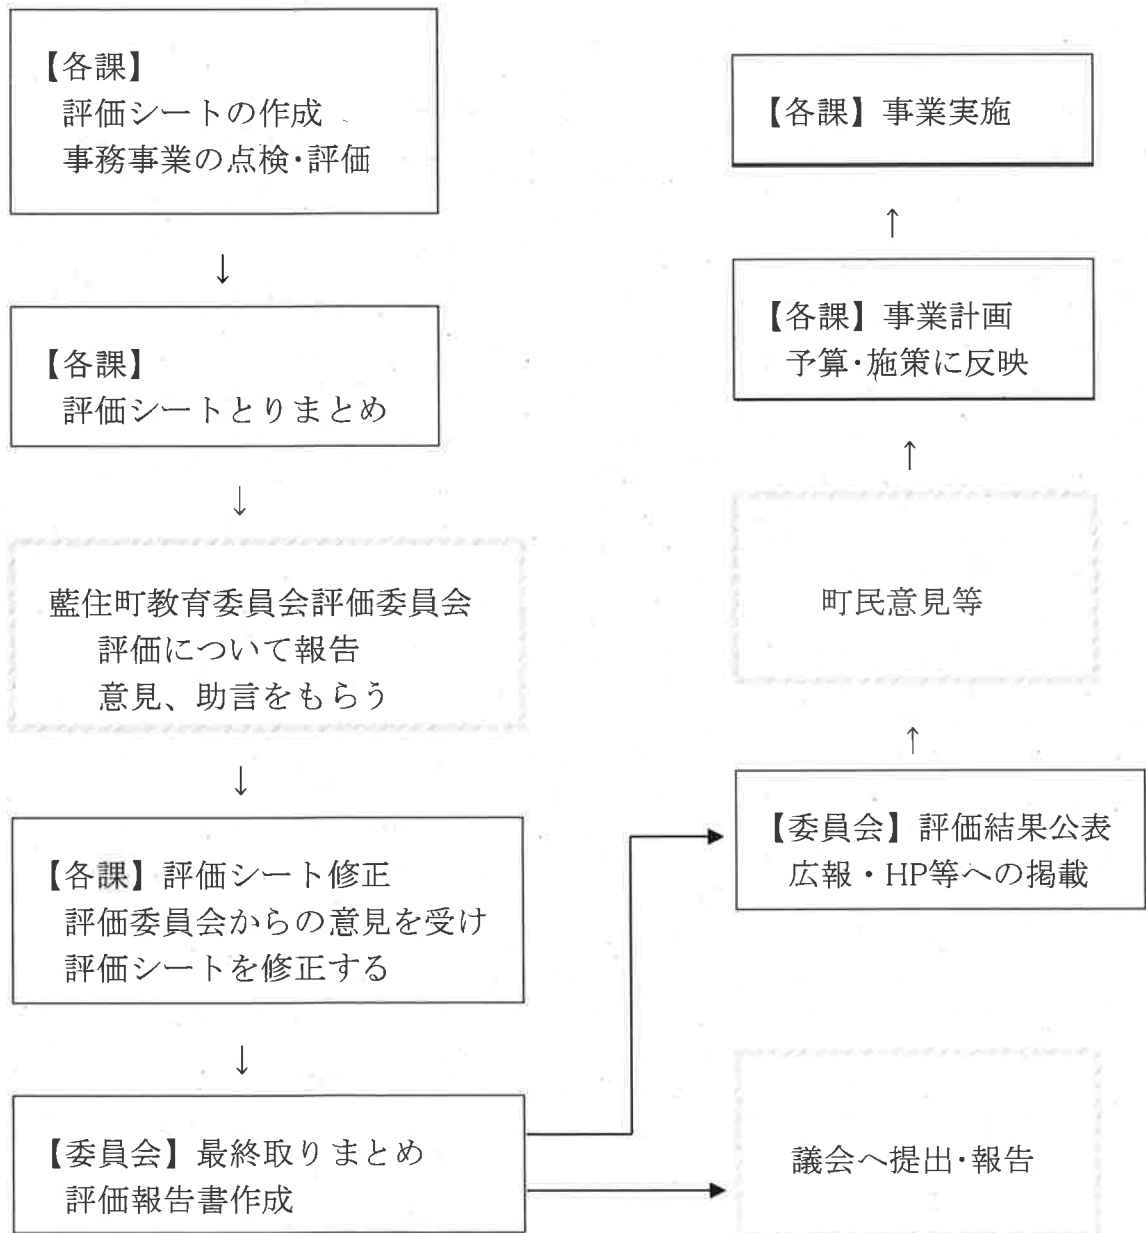 【各課】
評価シートの作成
事務事業の点検・評価
↓
【各課】
評価シートとりまとめ
↓
藍住町教育委員会評価委員会
評価について報告
意見、助言をもらう
↓
【各課】評価シート修正
評価委員会からの意見を受け
評価シートを修正する
↓
【委員会】最終取りまとめ
評価報告書作成
【各課】事業実施
↑
【各課】事業計画
予算・施策に反映
↑
町民意見等
↑
【委員会】評価結果公表
広報・HP等への掲載
議会へ提出・報告